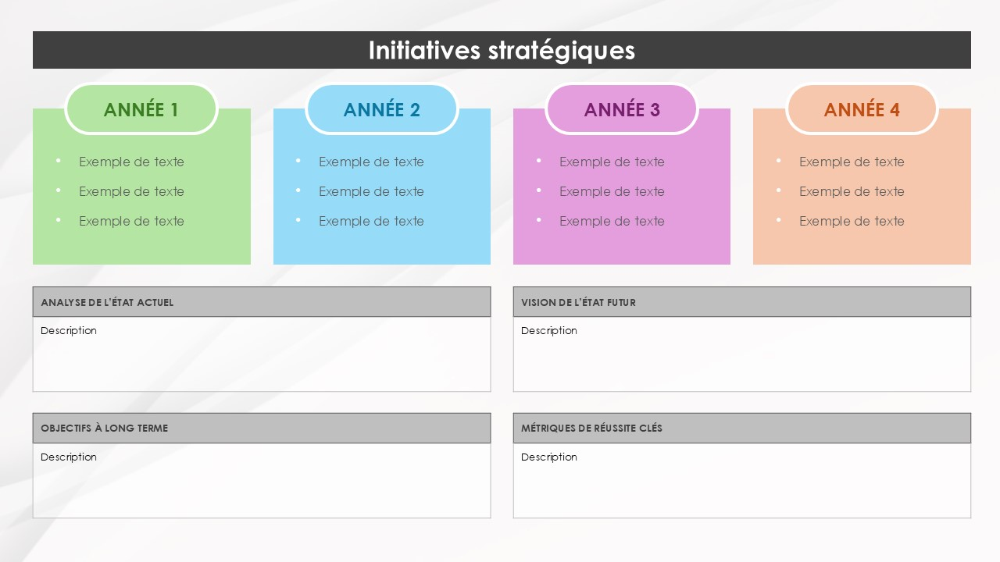 Initiatives stratégiques
ANNÉE 1
• Exemple de texte
• Exemple de texte
• Exemple de texte
ANNÉE 2
• Exemple de texte
• Exemple de texte
• Exemple de texte
ANNÉE 3
• Exemple de texte
• Exemple de texte
• Exemple de texte
ANNÉE 4
• Exemple de texte
• Exemple de texte
• Exemple de texte
ANALYSE DE L’ÉTAT ACTUEL
Description
VISION DE L’ÉTAT FUTUR
Description
OBJECTIFS À LONG TERME
Description
MÉTRIQUES DE RÉUSSITE CLÉS
Description